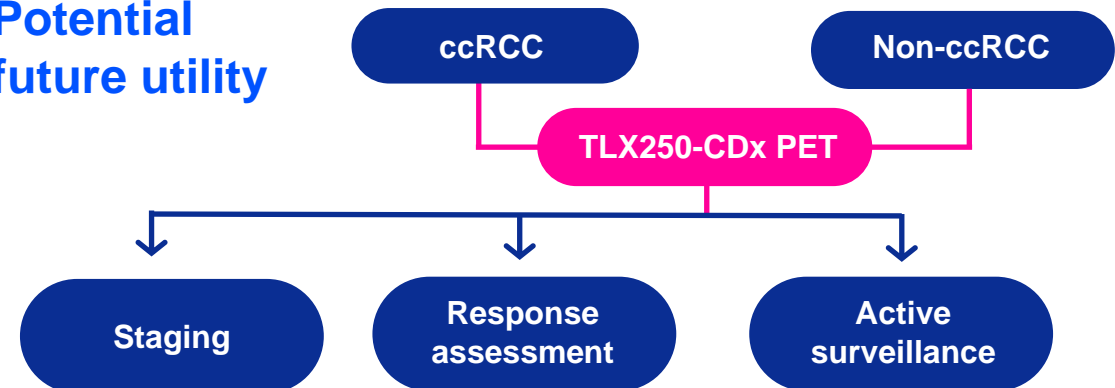 Potential
future utility
ccRCC
Non-ccRCC
TLX250-CDx PET
Staging
Response
assessment
Active
surveillance